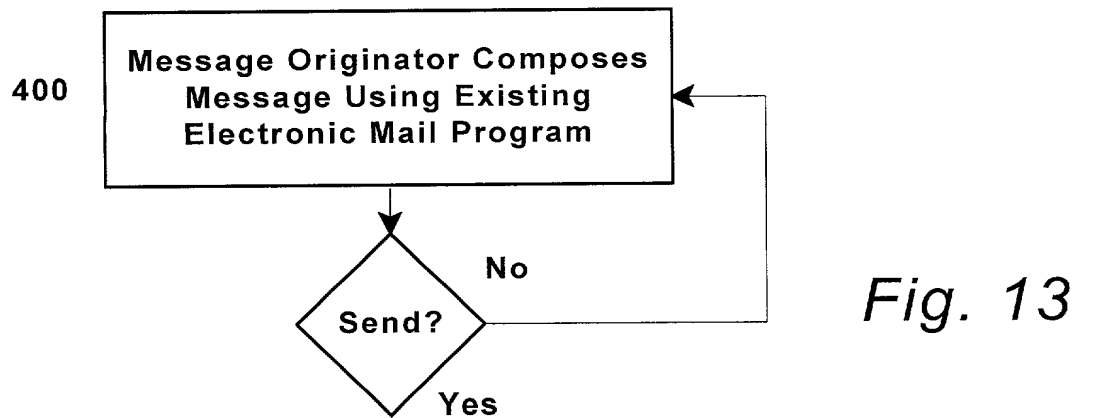 400
Message Originator Composes
Message Using Existing
Electronic Mail Program
No
Send?
Yes
Fig. 13